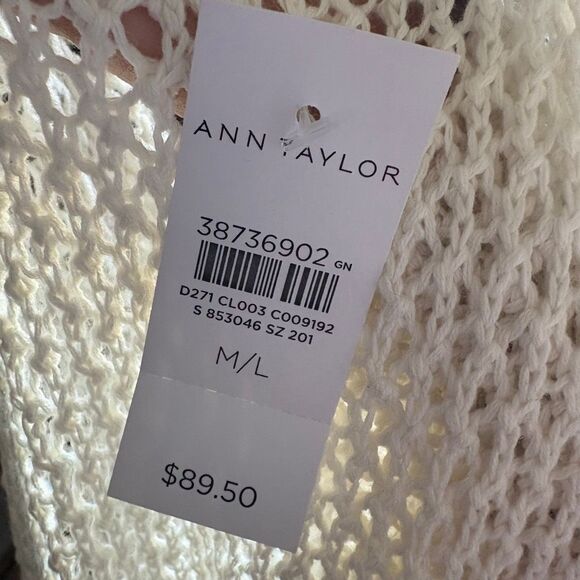 ANN TAYLOR
38736902 GN
D271 CL003 C009192
S 853046 SZ 201
M/L
$89.50